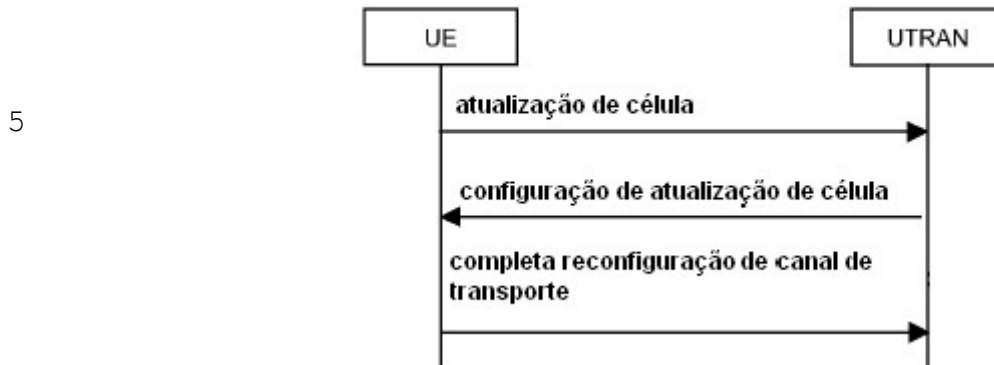 UE
UTRAN
5
atualização de célula
configuração de atualização de célula
completa reconfiguração de canal de
transporte